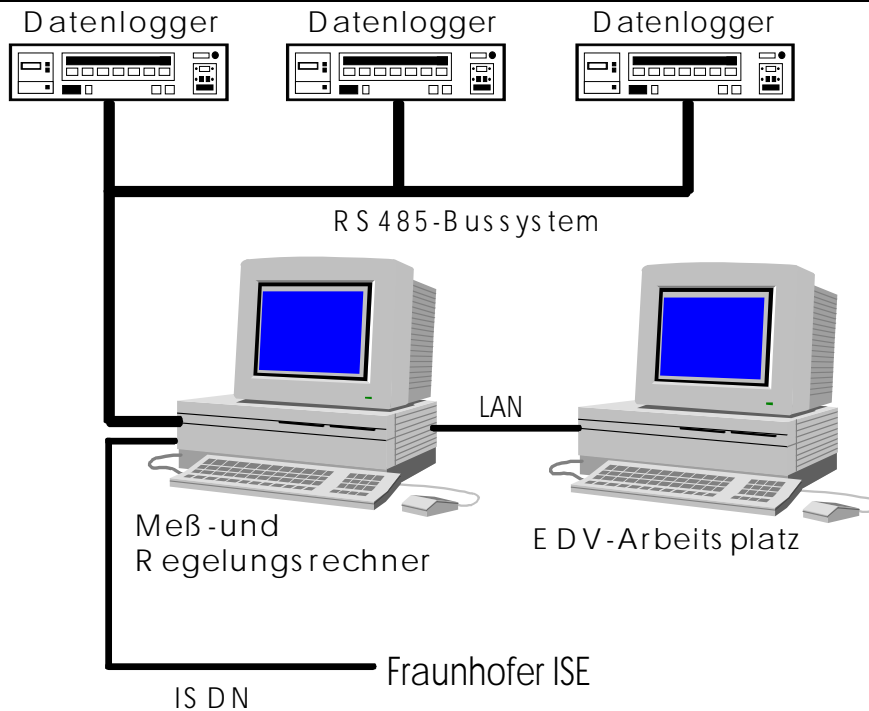 Datenlogger Datenlogger Datenlogger
RS485-Bussystem
LAN
Meß-und
Regelungsrechner
EDV-Arbeitsplatz
Fraunhofer ISE
ISDN